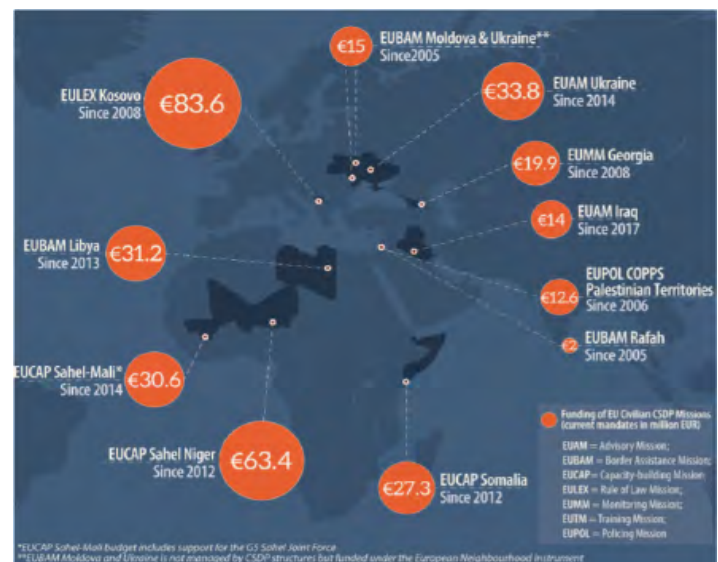 €15
EUBAM Moldova & Ukraine**
Since2005
EULEX Kosovo
Since 2008
€83.6
€33.8
EUAM Ukraine
Since 2014
€19.9
EUMM Georgia
Since 2008
€14
EUAM Iraq
Since 2017
EUBAM Libya
Since 2013
€31.2
€12.6
EUPOL COPPS
Palestinian Territories
Since 2006
€2
EUBAM Rafah
Since 2005
EUCAP Sahel-Mali*
Since 2014
€30.6
EUCAP Sahel Niger
Since 2012
€63.4
€27.3
EUCAP Somalia
Since 2012
Funding of EU Civilian CSDP Missions
(current mandates in million EUR)
EUAM = Advisory Mission;
EUBAM = Border Assistance Mission;
EUCAP = Capacity-building Mission;
EULEX = Rule of Law Mission;
EUMM = Monitoring Mission;
EUTM = Training Mission;
EUPOL = Policing Mission
*EUCAP Sahel-Mali budget includes support for the G5 Sahel Joint Force
**EUBAM Moldova and Ukraine is not managed by CSDP structures but funded under the European Neighbourhood Instrument